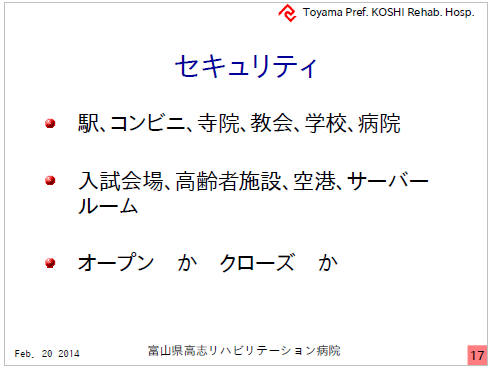 Toyama Pref. KOSHI Rehab. Hosp.
セキュリティ
駅、コンビニ、寺院、教会、学校、病院
入試会場、高齢者施設、空港、サーバー
ルーム
オープン　か　クローズ　か
Feb. 20 2014
富山県高志リハビリテーション病院
17